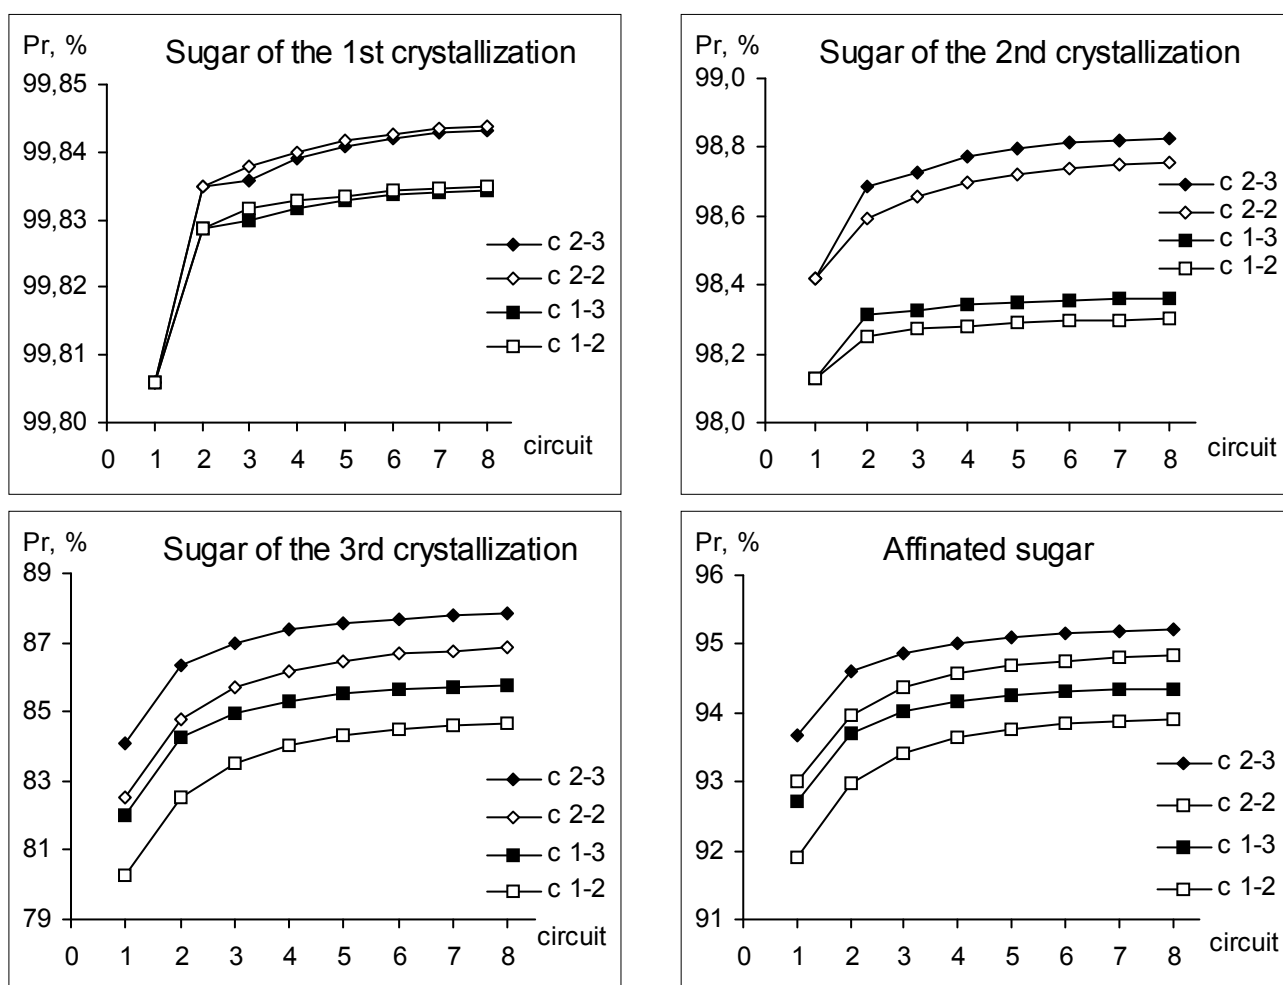 Pr, %
Sugar of the 1st crystallization
99,85
99,84
99,83
99,82
99,81
99,80
0 1 2 3 4 5 6 7 8
circuit
c 2-3
c 2-2
c 1-3
c 1-2
Pr, %
Sugar of the 2nd crystallization
99,0
98,8
98,6
98,4
98,2
98,0
0 1 2 3 4 5 6 7 8
circuit
c 2-3
c 2-2
c 1-3
c 1-2
Pr, %
Sugar of the 3rd crystallization
89
87
85
83
81
79
0 1 2 3 4 5 6 7 8
circuit
c 2-3
c 2-2
c 1-3
c 1-2
Pr, %
Affinated sugar
96
95
94
93
92
91
0 1 2 3 4 5 6 7 8
circuit
c 2-3
c 2-2
c 1-3
c 1-2